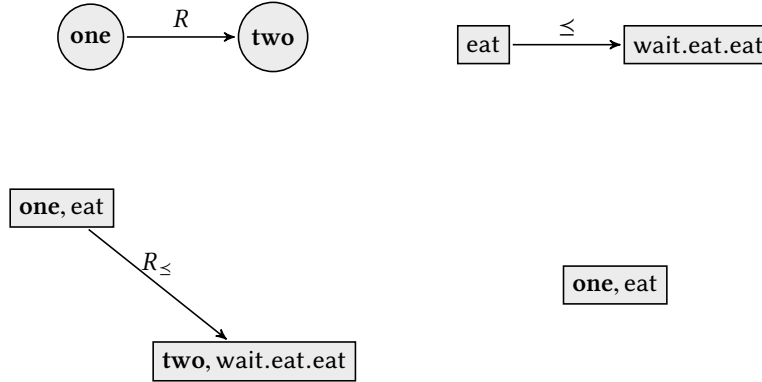 one R two
eat ⪯ wait.eat.eat
one, eat
R⪯
two, wait.eat.eat
one, eat